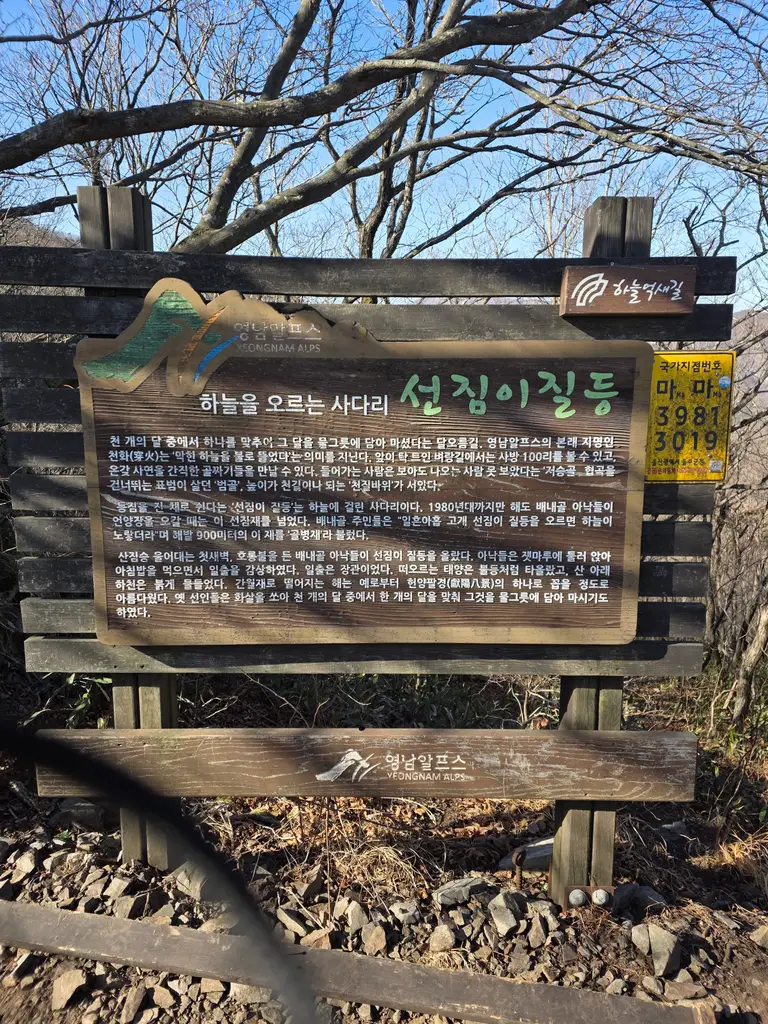 하늘억새길
영남알프스
YEONGNAM ALPS
하늘을 오르는 사다리 선짐이질등
국가지점번호
마마 마마
3981
3019
천 개의 달 중에서 하나를 맞추어 그 달을 물그릇에 담아 마셨다는 달오름길. 영남알프스의 본래 지명인
천화(穿火)는 '막힌 하늘을 불로 뚫었다'는 의미를 지닌다. 앞이 탁 트인 벼랑길에서는 사방 100리를 볼 수 있고,
온갖 사연을 간직한 골짜기들을 만날 수 있다. 들어가는 사람은 보아도 나오는 사람 못 보았다는 '저승골', 협곡을
건너뛰는 표범이 살던 '범골', 높이가 천길이나 되는 '천질바위'가 서있다.
등짐을 진 채로 쉰다는 '선짐이 질등'는 하늘에 걸린 사다리이다. 1980년대까지만 해도 배내골 아낙들이
언양장을 오갈 때는 이 선짐재를 넘었다. 배내골 주민들은 "일흔아홉 고개 선짐이 질등을 오르면 하늘이
노랗더라"며 해발 900미터의 이 재를 '골병재'라 불렀다.
산짐승 울어대는 첫새벽, 호롱불을 든 배내골 아낙들이 선짐이 질등을 올랐다. 아낙들은 잿마루에 둘러 앉아
아침밥을 먹으면서 일출을 감상하였다. 일출은 장관이었다. 떠오르는 태양은 불등처럼 타올랐고, 산 아래
하천은 붉게 물들었다. 간월재로 떨어지는 해는 예로부터 헌양팔경(獻陽八景)의 하나로 꼽을 정도로
아름다웠다. 옛 선인들은 화살을 쏘아 천 개의 달 중에서 한 개의 달을 맞춰 그것을 물그릇에 담아 마시기도
하였다.
영남알프스
YEONGNAM ALPS